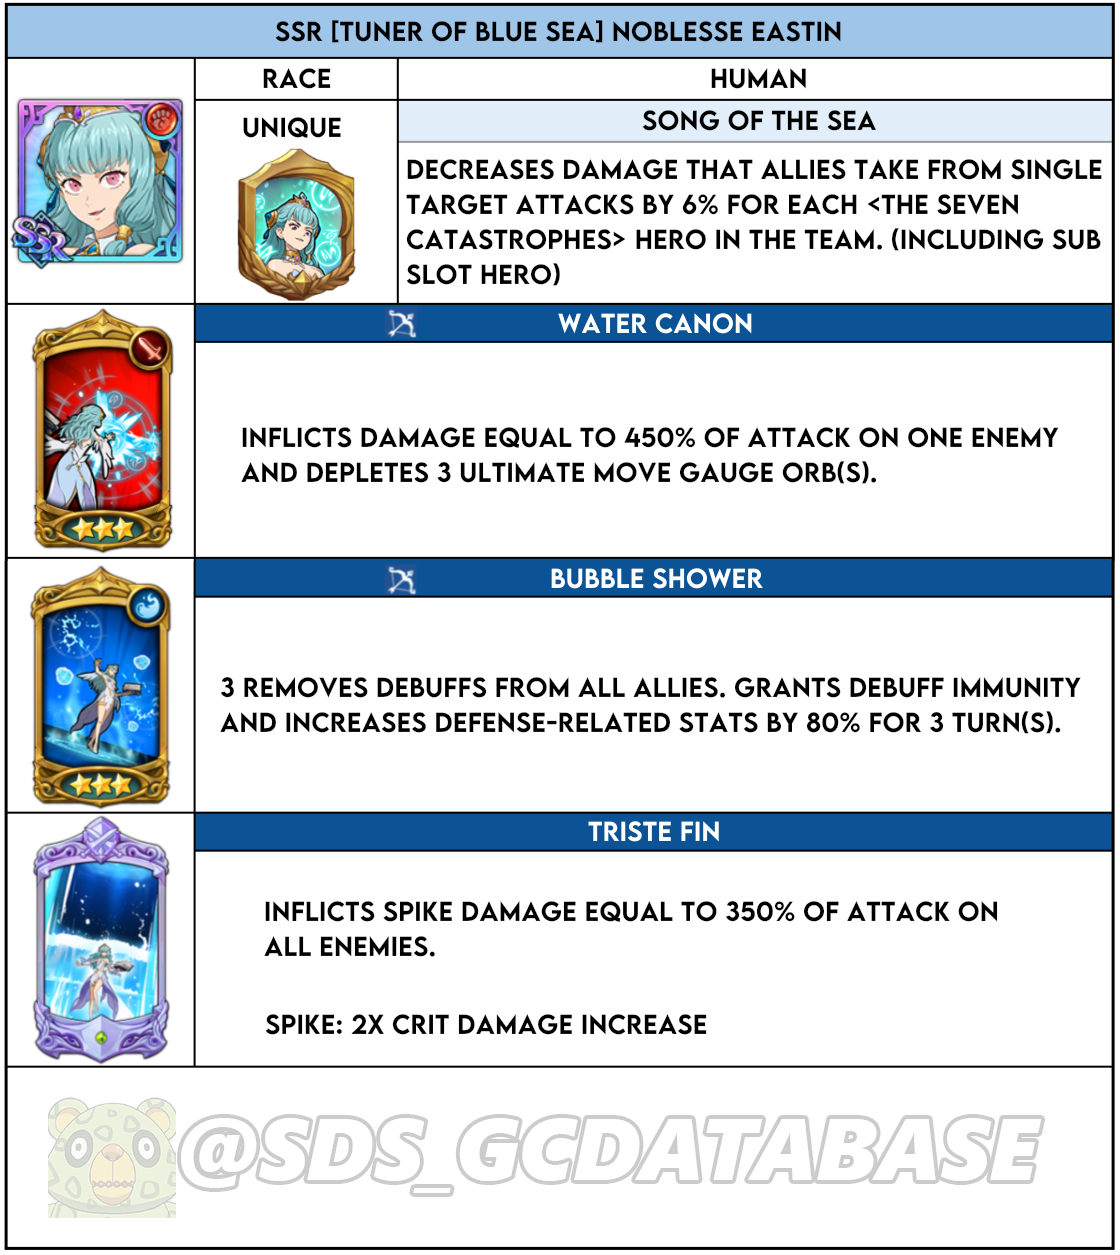 SSR [TUNER OF BLUE SEA] NOBLESSE EASTIN
RACE
HUMAN
SSR
UNIQUE
SONG OF THE SEA
DECREASES DAMAGE THAT ALLIES TAKE FROM SINGLE
TARGET ATTACKS BY 6% FOR EACH <THE SEVEN
CATASTROPHES> HERO IN THE TEAM. (INCLUDING SUB
SLOT HERO)
WATER CANON
INFLICTS DAMAGE EQUAL TO 450% OF ATTACK ON ONE ENEMY
AND DEPLETES 3 ULTIMATE MOVE GAUGE ORB(S).
BUBBLE SHOWER
3 REMOVES DEBUFFS FROM ALL ALLIES. GRANTS DEBUFF IMMUNITY
AND INCREASES DEFENSE-RELATED STATS BY 80% FOR 3 TURN(S).
TRISTE FIN
INFLICTS SPIKE DAMAGE EQUAL TO 350% OF ATTACK ON
ALL ENEMIES.
SPIKE: 2X CRIT DAMAGE INCREASE
@SDS_GCDATABASE